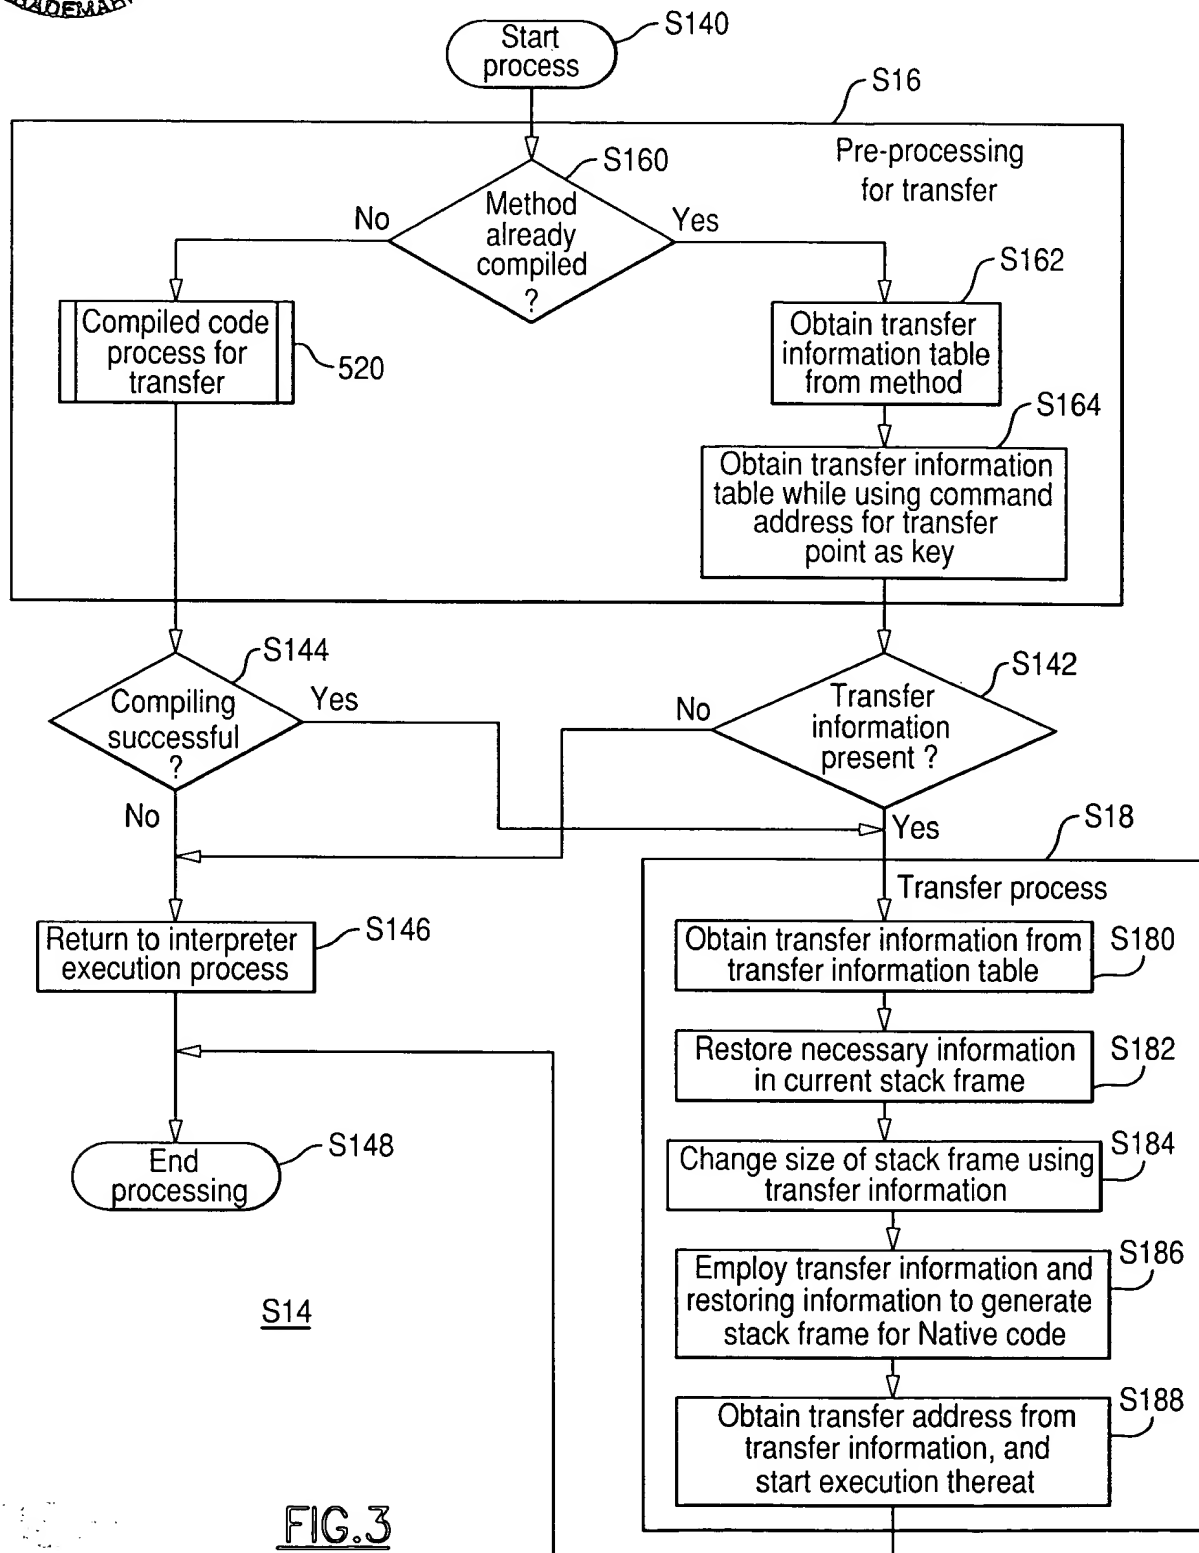 Start
process
S140
S16
Pre-processing
for transfer
S160
Method
already
compiled
?
No
Yes
S162
Compiled code
process for
transfer
520
Obtain transfer
information table
from method
S164
Obtain transfer information
table while using command
address for transfer
point as key
S144
Compiling
successful
?
Yes
No
S142
Transfer
information
present ?
No
Yes
S18
Transfer process
S146
Return to interpreter
execution process
Obtain transfer information from
transfer information table
S180
Restore necessary information
in current stack frame
S182
S148
End
processing
Change size of stack frame using
transfer information
S184
Employ transfer information and
restoring information to generate
stack frame for Native code
S186
S14
Obtain transfer address from
transfer information, and
start execution thereat
S188
FIG.3